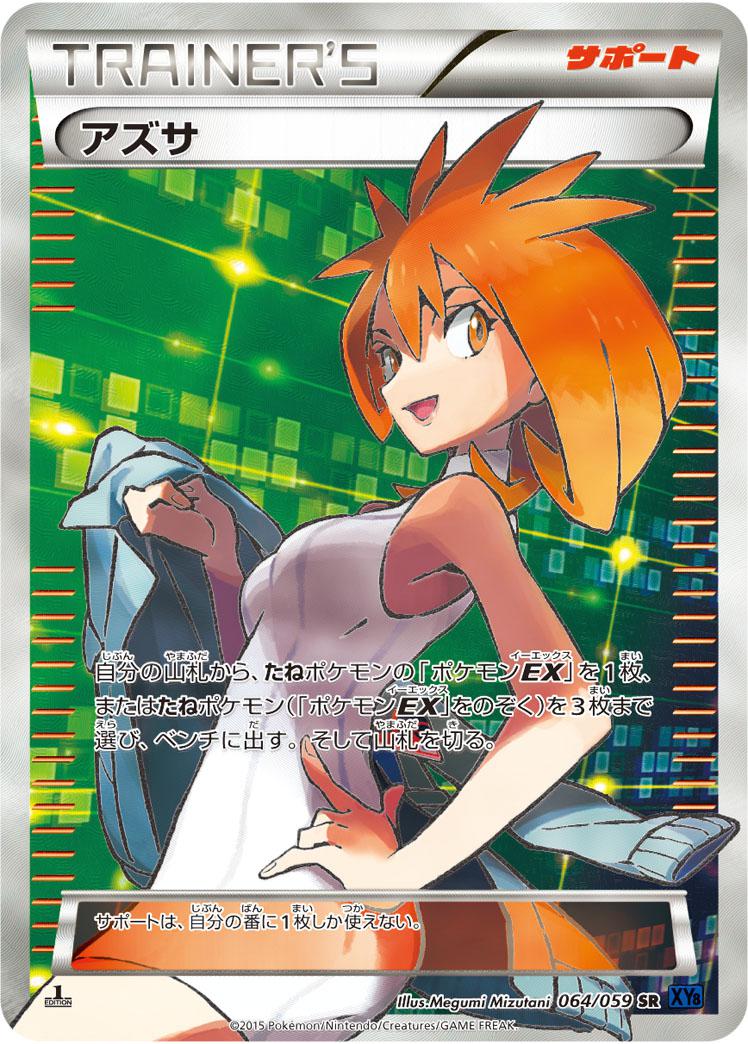 TRAINER'S
サポート
アズサ
自分の山札から、たねポケモンの「ポケモンEX」を1枚、
またはたねポケモン(「ポケモンEX」をのぞく)を3枚まで
選び、ベンチに出す。そして山札を切る。
サポートは、自分の番に1枚しか使えない。
1 EDITION
Illus.Megumi Mizutani 064/059 SR XY8
©2015 Pokémon/Nintendo/Creatures/GAME FREAK.